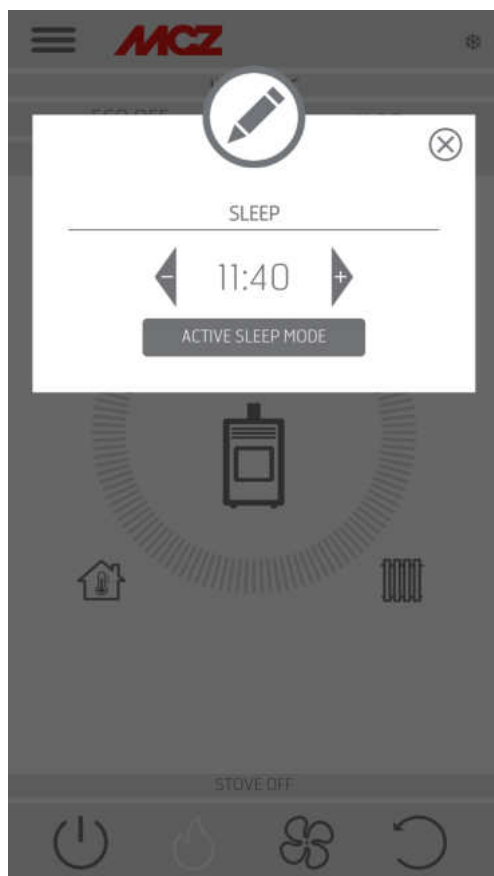 MCZ
SLEEP
- 11:40 +
ACTIVE SLEEP MODE
STOVE OFF